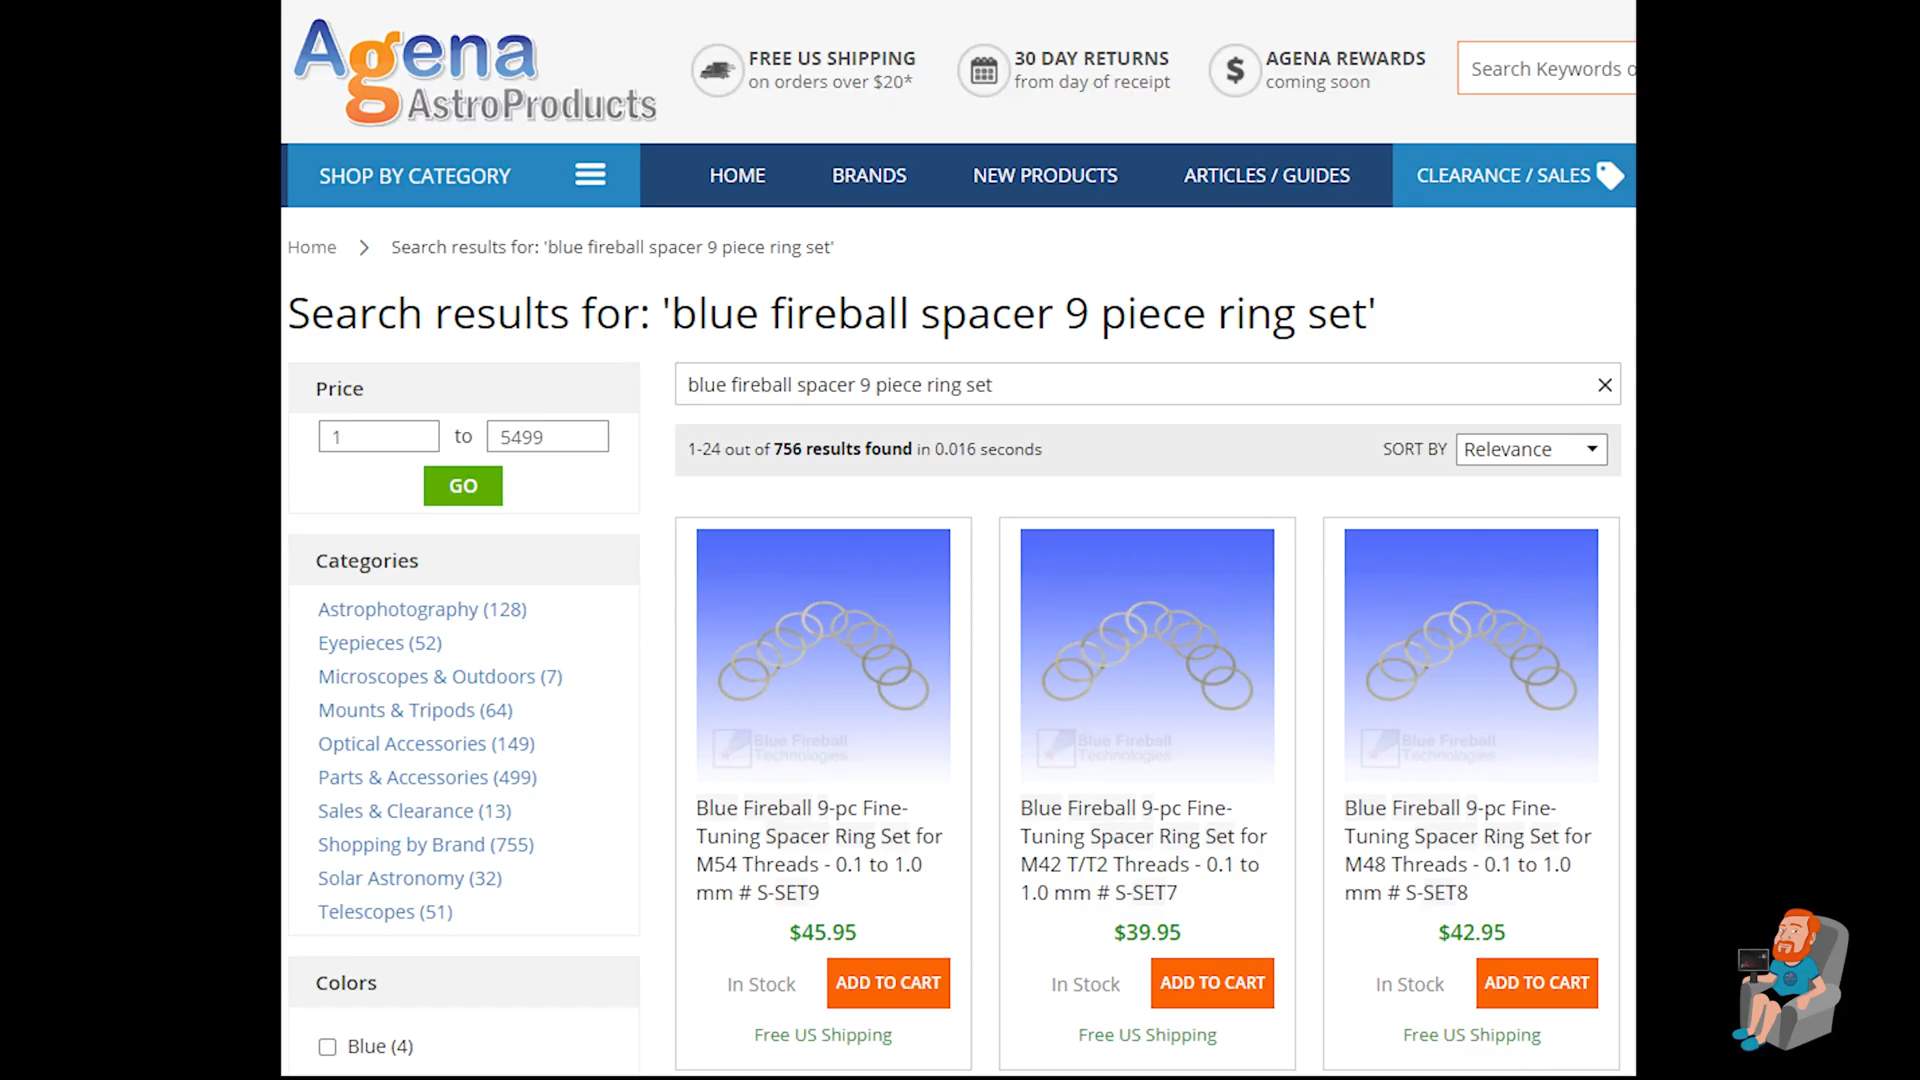 Agena
AstroProducts
FREE US SHIPPING
on orders over $20*
30 DAY RETURNS
from day of receipt
$
AGENA REWARDS
coming soon
Search Keywords o
SHOP BY CATEGORY
HOME
BRANDS
NEW PRODUCTS
ARTICLES / GUIDES
CLEARANCE / SALES
Home
Search results for: 'blue fireball spacer 9 piece ring set'
Search results for: 'blue fireball spacer 9 piece ring set'
Price
1 to 5499
GO
Categories
Astrophotography (128)
Eyepieces (52)
Microscopes & Outdoors (7)
Mounts & Tripods (64)
Optical Accessories (149)
Parts & Accessories (499)
Sales & Clearance (13)
Shopping by Brand (755)
Solar Astronomy (32)
Telescopes (51)
Colors
Blue (4)
blue fireball spacer 9 piece ring set
1-24 out of 756 results found in 0.016 seconds
SORT BY Relevance
Blue Fireball
Technologies
Blue Fireball 9-pc Fine-
Tuning Spacer Ring Set for
M54 Threads - 0.1 to 1.0
mm # S-SET9
$45.95
In Stock
ADD TO CART
Free US Shipping
Blue Fireball
Technologies
Blue Fireball 9-pc Fine-
Tuning Spacer Ring Set for
M42 T/T2 Threads - 0.1 to
1.0 mm # S-SET7
$39.95
In Stock
ADD TO CART
Free US Shipping
Blue Fireball
Technologies
Blue Fireball 9-pc Fine-
Tuning Spacer Ring Set for
M48 Threads - 0.1 to 1.0
mm # S-SET8
$42.95
In Stock
ADD TO CART
Free US Shipping